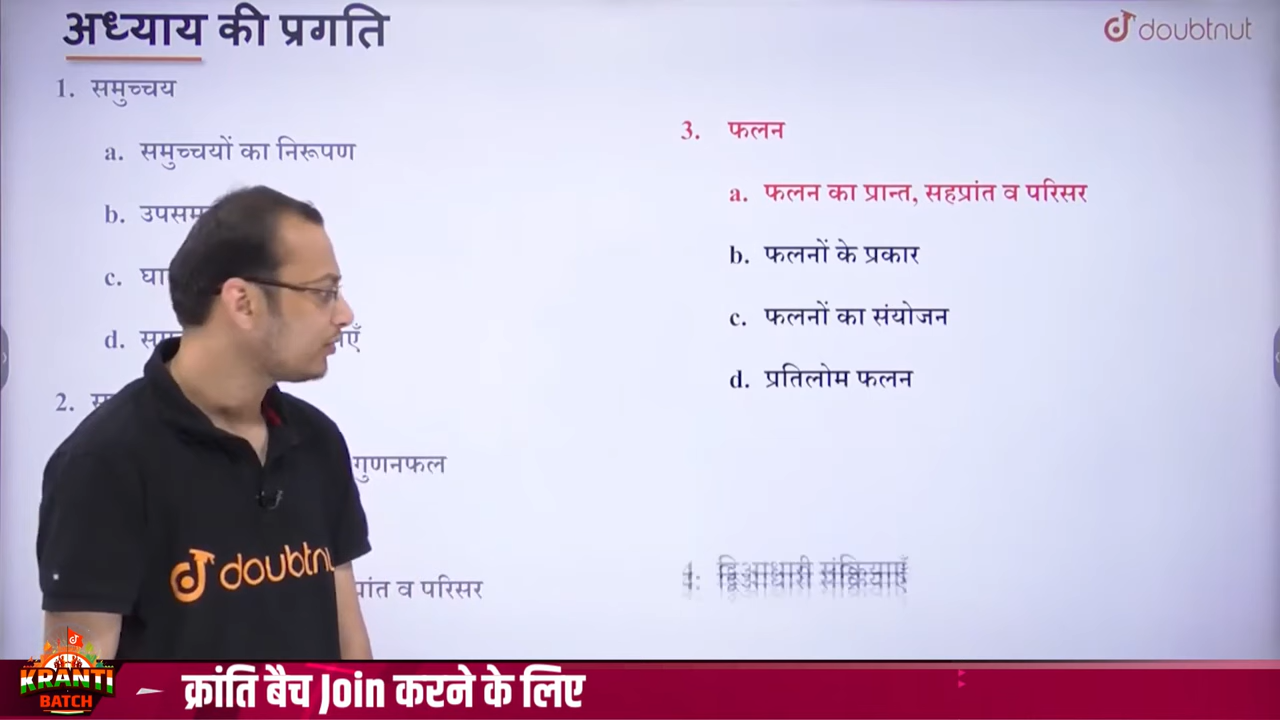 अध्याय की प्रगति
doubtnut
1. समुच्चय
a. समुच्चयों का निरूपण
b.
c.
d.
2.
गुणनफल
व परिसर
3. फलन
a. फलन का प्रान्त, सहप्रांत व परिसर
b. फलनों के प्रकार
c. फलनों का संयोजन
d. प्रतिलोम फलन
4. द्विआधारी संक्रियाएँ
doubtnut
KRANTI
BATCH
क्रांति बैच Join करने के लिए